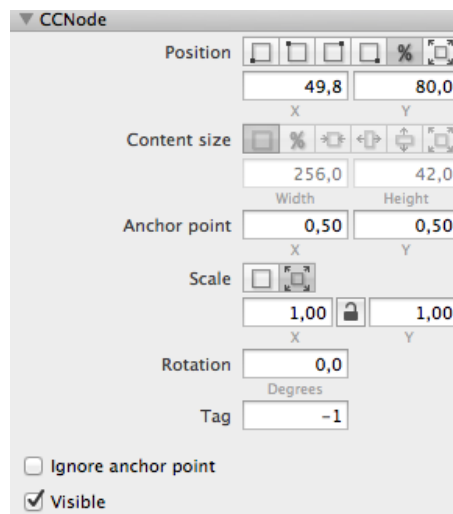 CCNode
Position %
49,8 80,0
X Y
Content size %
256,0 42,0
Width Height
Anchor point 0,50 0,50
X Y
Scale
1,00 1,00
X Y
Rotation 0,0
Degrees
Tag -1
Ignore anchor point
Visible